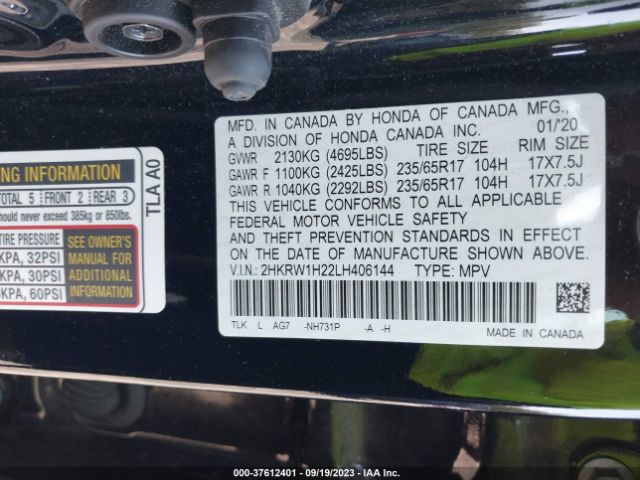 NG INFORMATION
OTAL 5 FRONT 2 REAR 3
hould never exceed 385kg or 850lbs.
TIRE PRESSURE
KPA, 32PSI
KPA, 30PSI
KPA, 60PSI
SEE OWNER'S
MANUAL FOR
ADDITIONAL
INFORMATION
TLA A0
MFD. IN CANADA BY HONDA OF CANADA MFG.,
A DIVISION OF HONDA CANADA INC. 01/20
GVWR 2130KG (4695LBS) TIRE SIZE RIM SIZE
GAWR F 1100KG (2425LBS) 235/65R17 104H 17X7.5J
GAWR R 1040KG (2292LBS) 235/65R17 104H 17X7.5J
THIS VEHICLE CONFORMS TO ALL APPLICABLE
FEDERAL MOTOR VEHICLE SAFETY
AND THEFT PREVENTION STANDARDS IN EFFECT
ON THE DATE OF MANUFACTURE SHOWN ABOVE.
V.I.N.: 2HKRW1H22LH406144 TYPE: MPV
TLK L AG7 -NH731P -A -H MADE IN CANADA
000-37612401 - 09/19/2023 - IAA Inc.